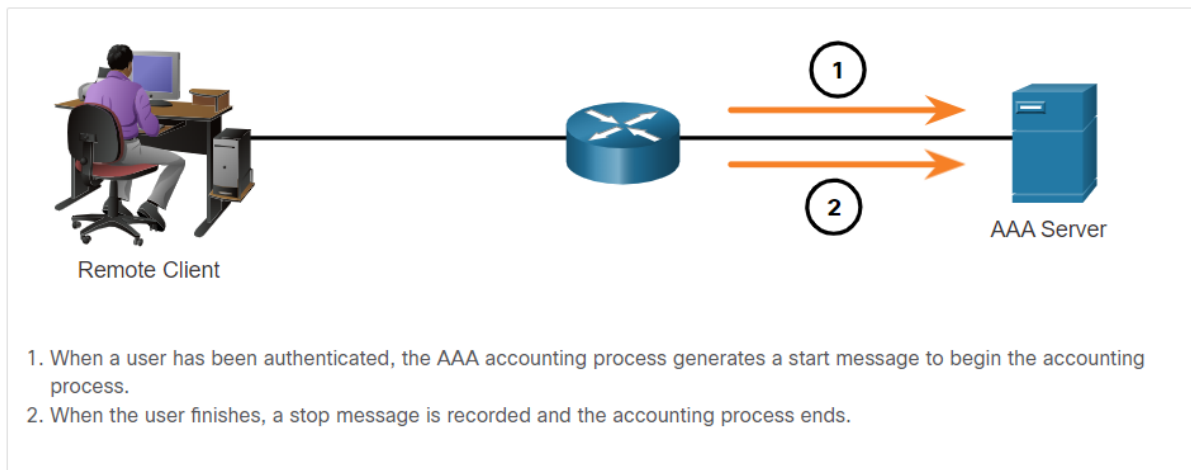 1
2
AAA Server
Remote Client
1. When a user has been authenticated, the AAA accounting process generates a start message to begin the accounting
process.
2. When the user finishes, a stop message is recorded and the accounting process ends.